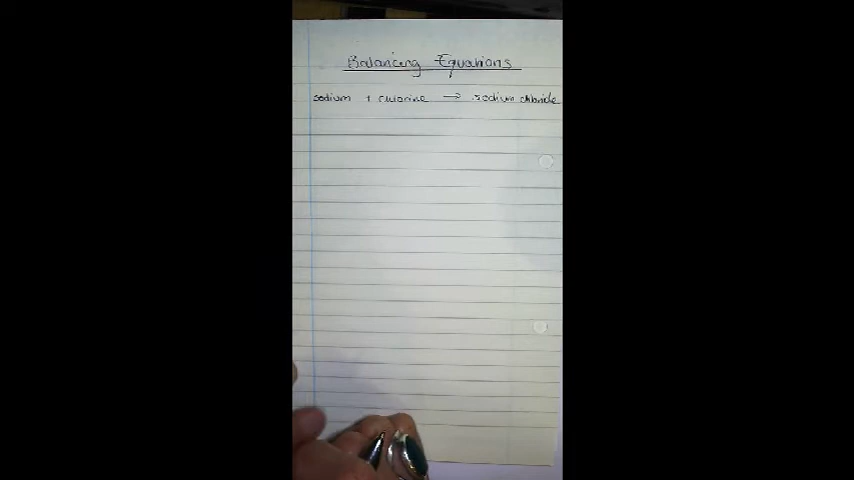 Balancing Equations
sodium + chlorine → sodium chloride